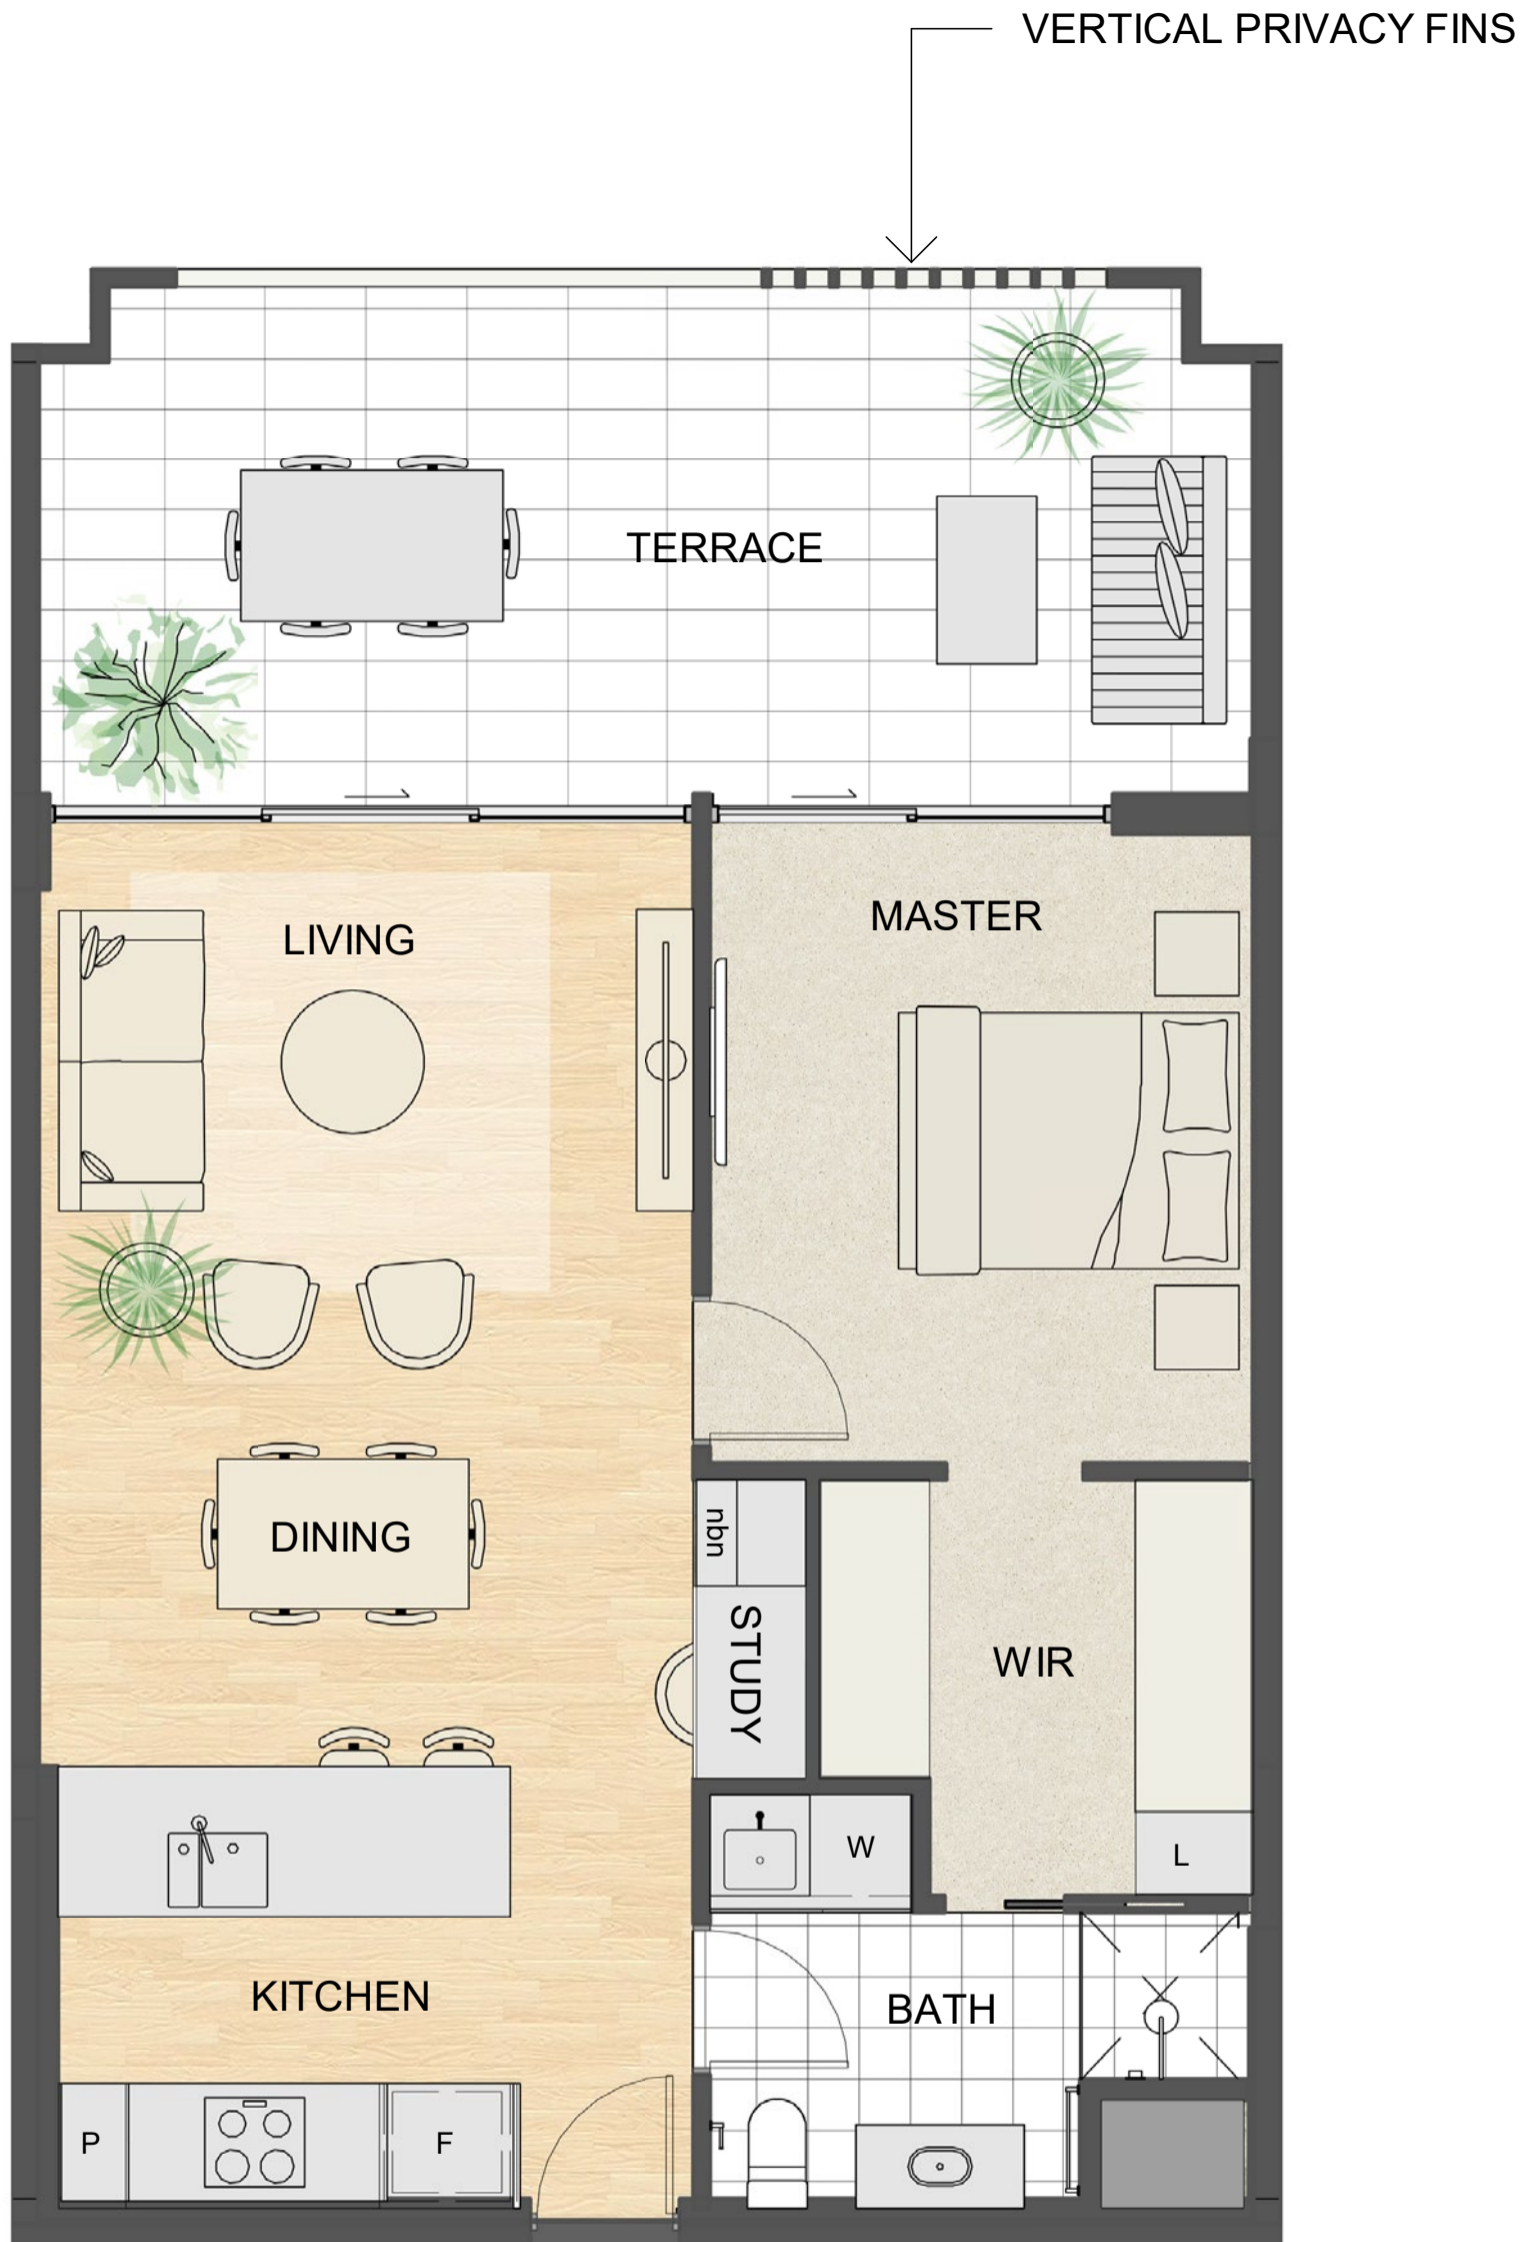 VERTICAL PRIVACY FINS
TERRACE
LIVING
MASTER
DINING
nbn
STUDY
WIR
W
L
KITCHEN
BATH
P
F